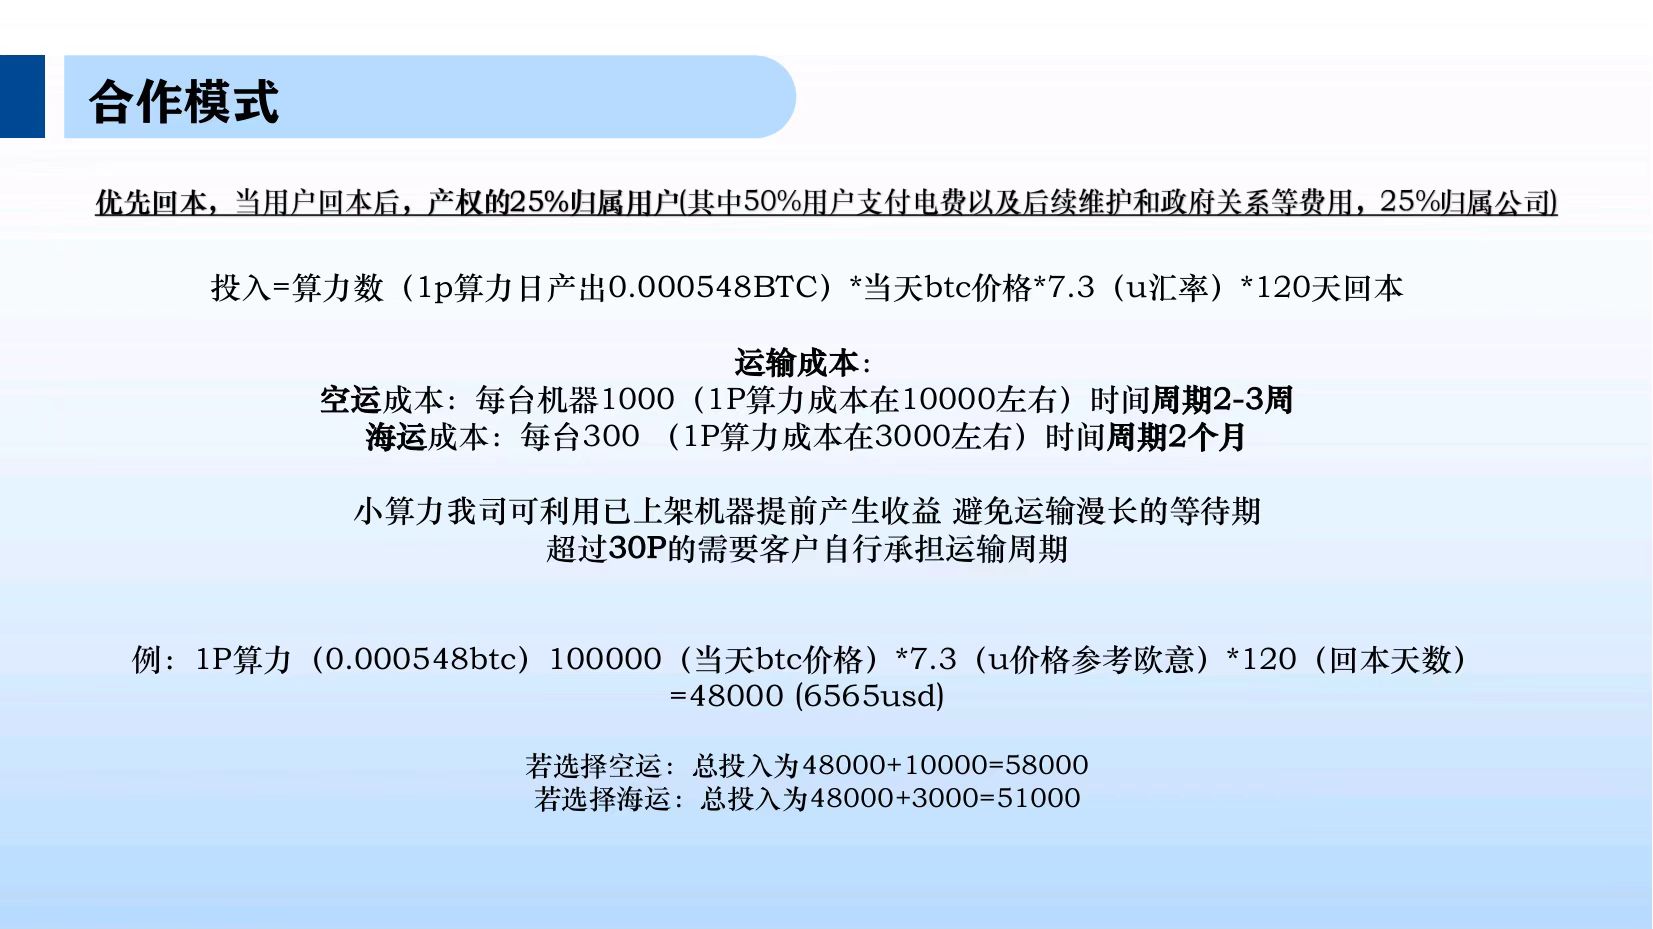 合作模式
优先回本，当用户回本后，产权的25%归属用户(其中50%用户支付电费以及后续维护和政府关系等费用，25%归属公司)
投入=算力数（1p算力日产出0.000548BTC）*当天btc价格*7.3（u汇率）*120天回本
运输成本：
空运成本：每台机器1000（1P算力成本在10000左右）时间周期2-3周
海运成本：每台300 （1P算力成本在3000左右）时间周期2个月
小算力我司可利用已上架机器提前产生收益 避免运输漫长的等待期
超过30P的需要客户自行承担运输周期
例：1P算力（0.000548btc）100000（当天btc价格）*7.3（u价格参考欧意）*120（回本天数）
=48000 (6565usd)
若选择空运：总投入为48000+10000=58000
若选择海运：总投入为48000+3000=51000